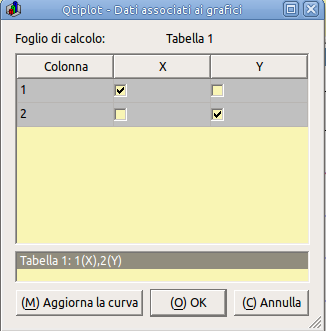 Qtiplot - Dati associati ai grafici
Foglio di calcolo: Tabella 1
Colonna X Y
1
2
Tabella 1: 1(X),2(Y)
(M) Aggiorna la curva (O) OK (C) Annulla